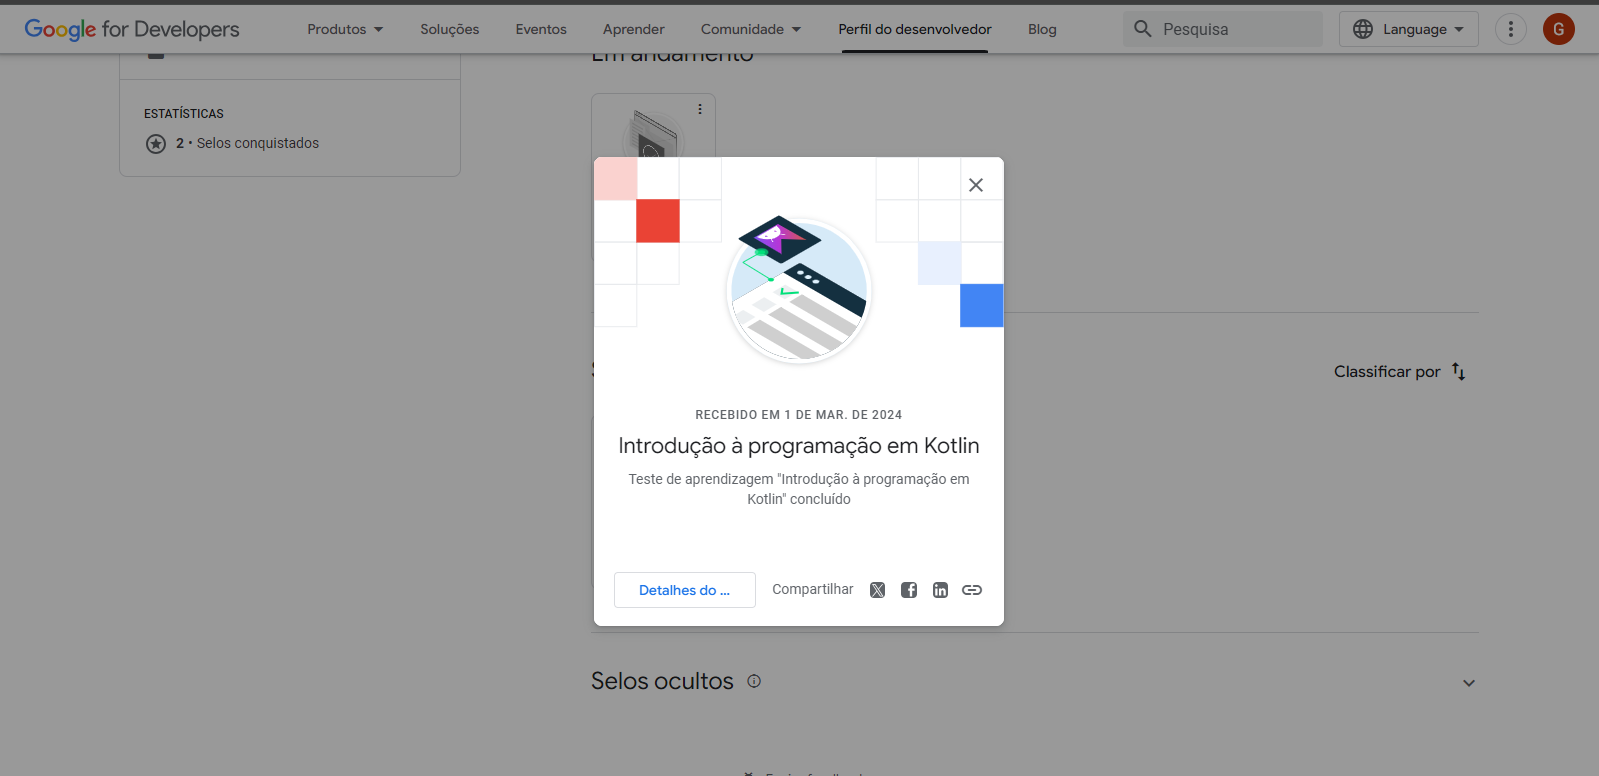 Google for Developers
Produtos
Soluções
Eventos
Aprender
Comunidade
Perfil do desenvolvedor
Blog
Pesquisa
Language
G
Em andamento
ESTATÍSTICAS
2 • Selos conquistados
Classificar por
RECEBIDO EM 1 DE MAR. DE 2024
Introdução à programação em Kotlin
Teste de aprendizagem "Introdução à programação em
Kotlin" concluído
Detalhes do ...
Compartilhar
Selos ocultos